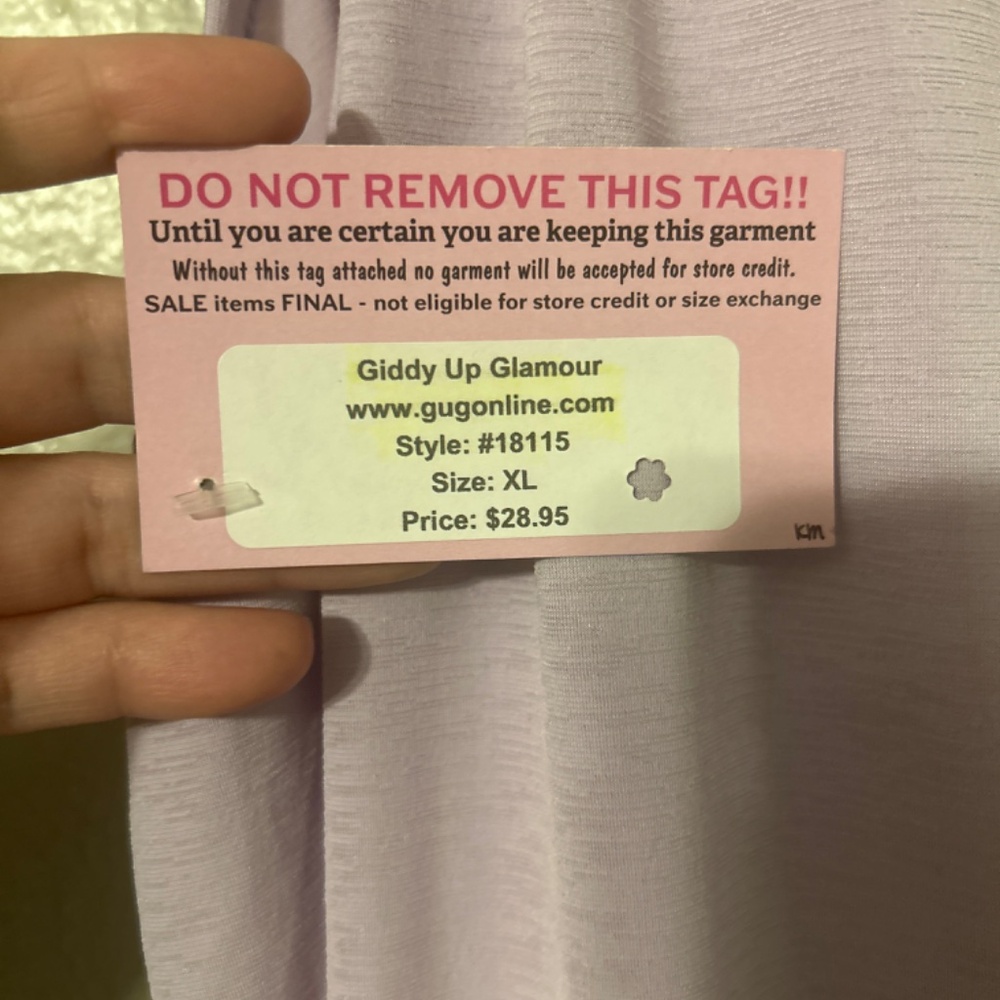 DO NOT REMOVE THIS TAG!!
Until you are certain you are keeping this garment
Without this tag attached no garment will be accepted for store credit.
SALE items FINAL - not eligible for store credit or size exchange
Giddy Up Glamour
www.gugonline.com
Style: #18115
Size: XL
Price: $28.95
KM